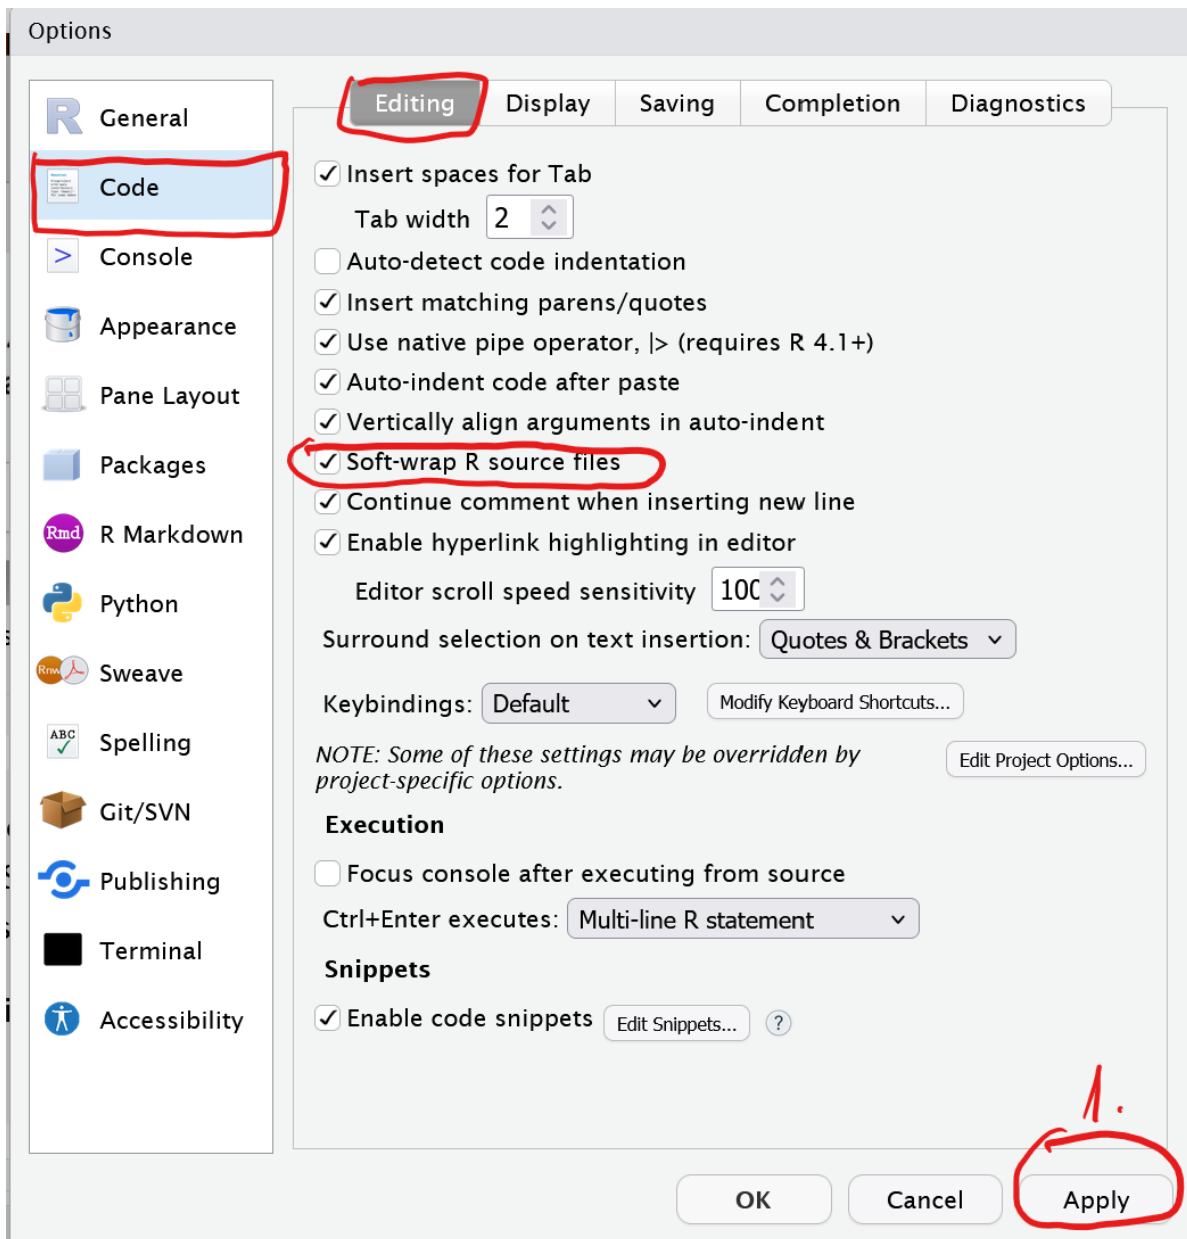 Options
General
Code
Console
Appearance
Pane Layout
Packages
Rmd R Markdown
Python
Rnw Sweave
ABC Spelling
Git/SVN
Publishing
Terminal
Accessibility
Editing Display Saving Completion Diagnostics
Insert spaces for Tab
Tab width 2
Auto-detect code indentation
Insert matching parens/quotes
Use native pipe operator, |> (requires R 4.1+)
Auto-indent code after paste
Vertically align arguments in auto-indent
Soft-wrap R source files
Continue comment when inserting new line
Enable hyperlink highlighting in editor
Editor scroll speed sensitivity 100
Surround selection on text insertion: Quotes & Brackets
Keybindings: Default Modify Keyboard Shortcuts...
NOTE: Some of these settings may be overridden by
project-specific options. Edit Project Options...
Execution
Focus console after executing from source
Ctrl+Enter executes: Multi-line R statement
Snippets
Enable code snippets Edit Snippets... ?
1.
OK Cancel Apply